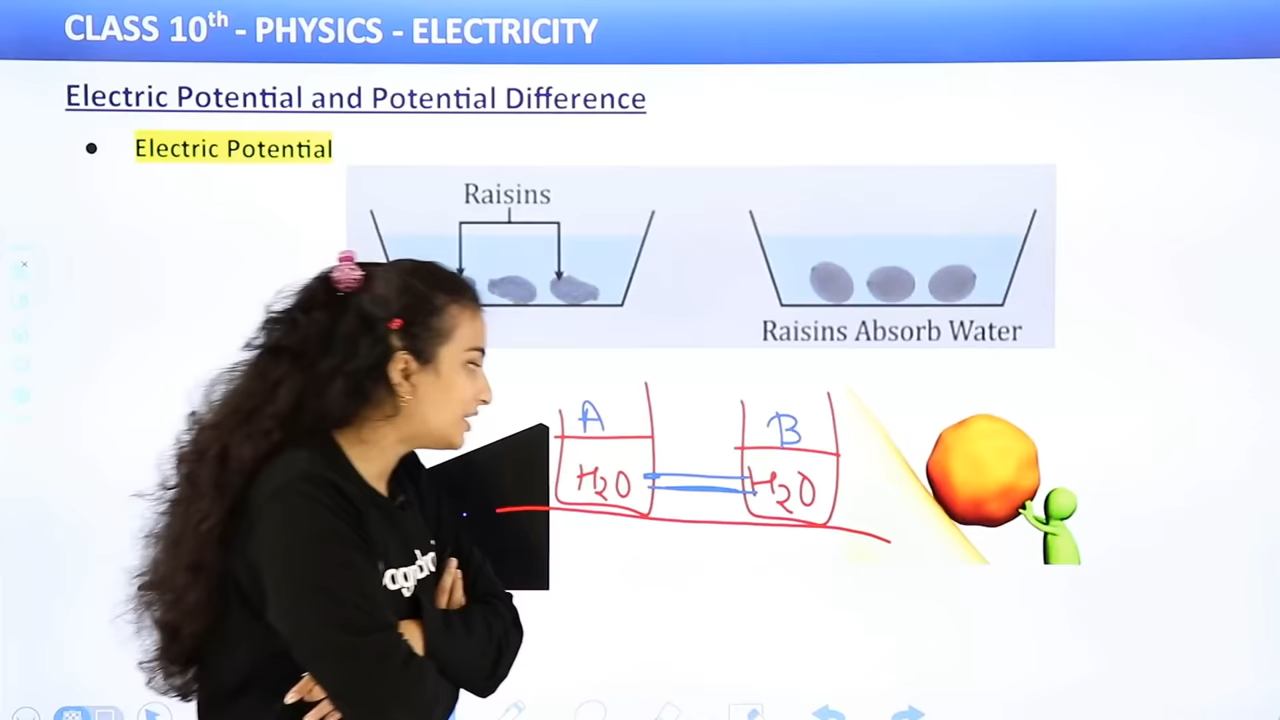 CLASS 10th - PHYSICS - ELECTRICITY
Electric Potential and Potential Difference
Electric Potential
Raisins
Raisins Absorb Water
A
B
H2O
H2O